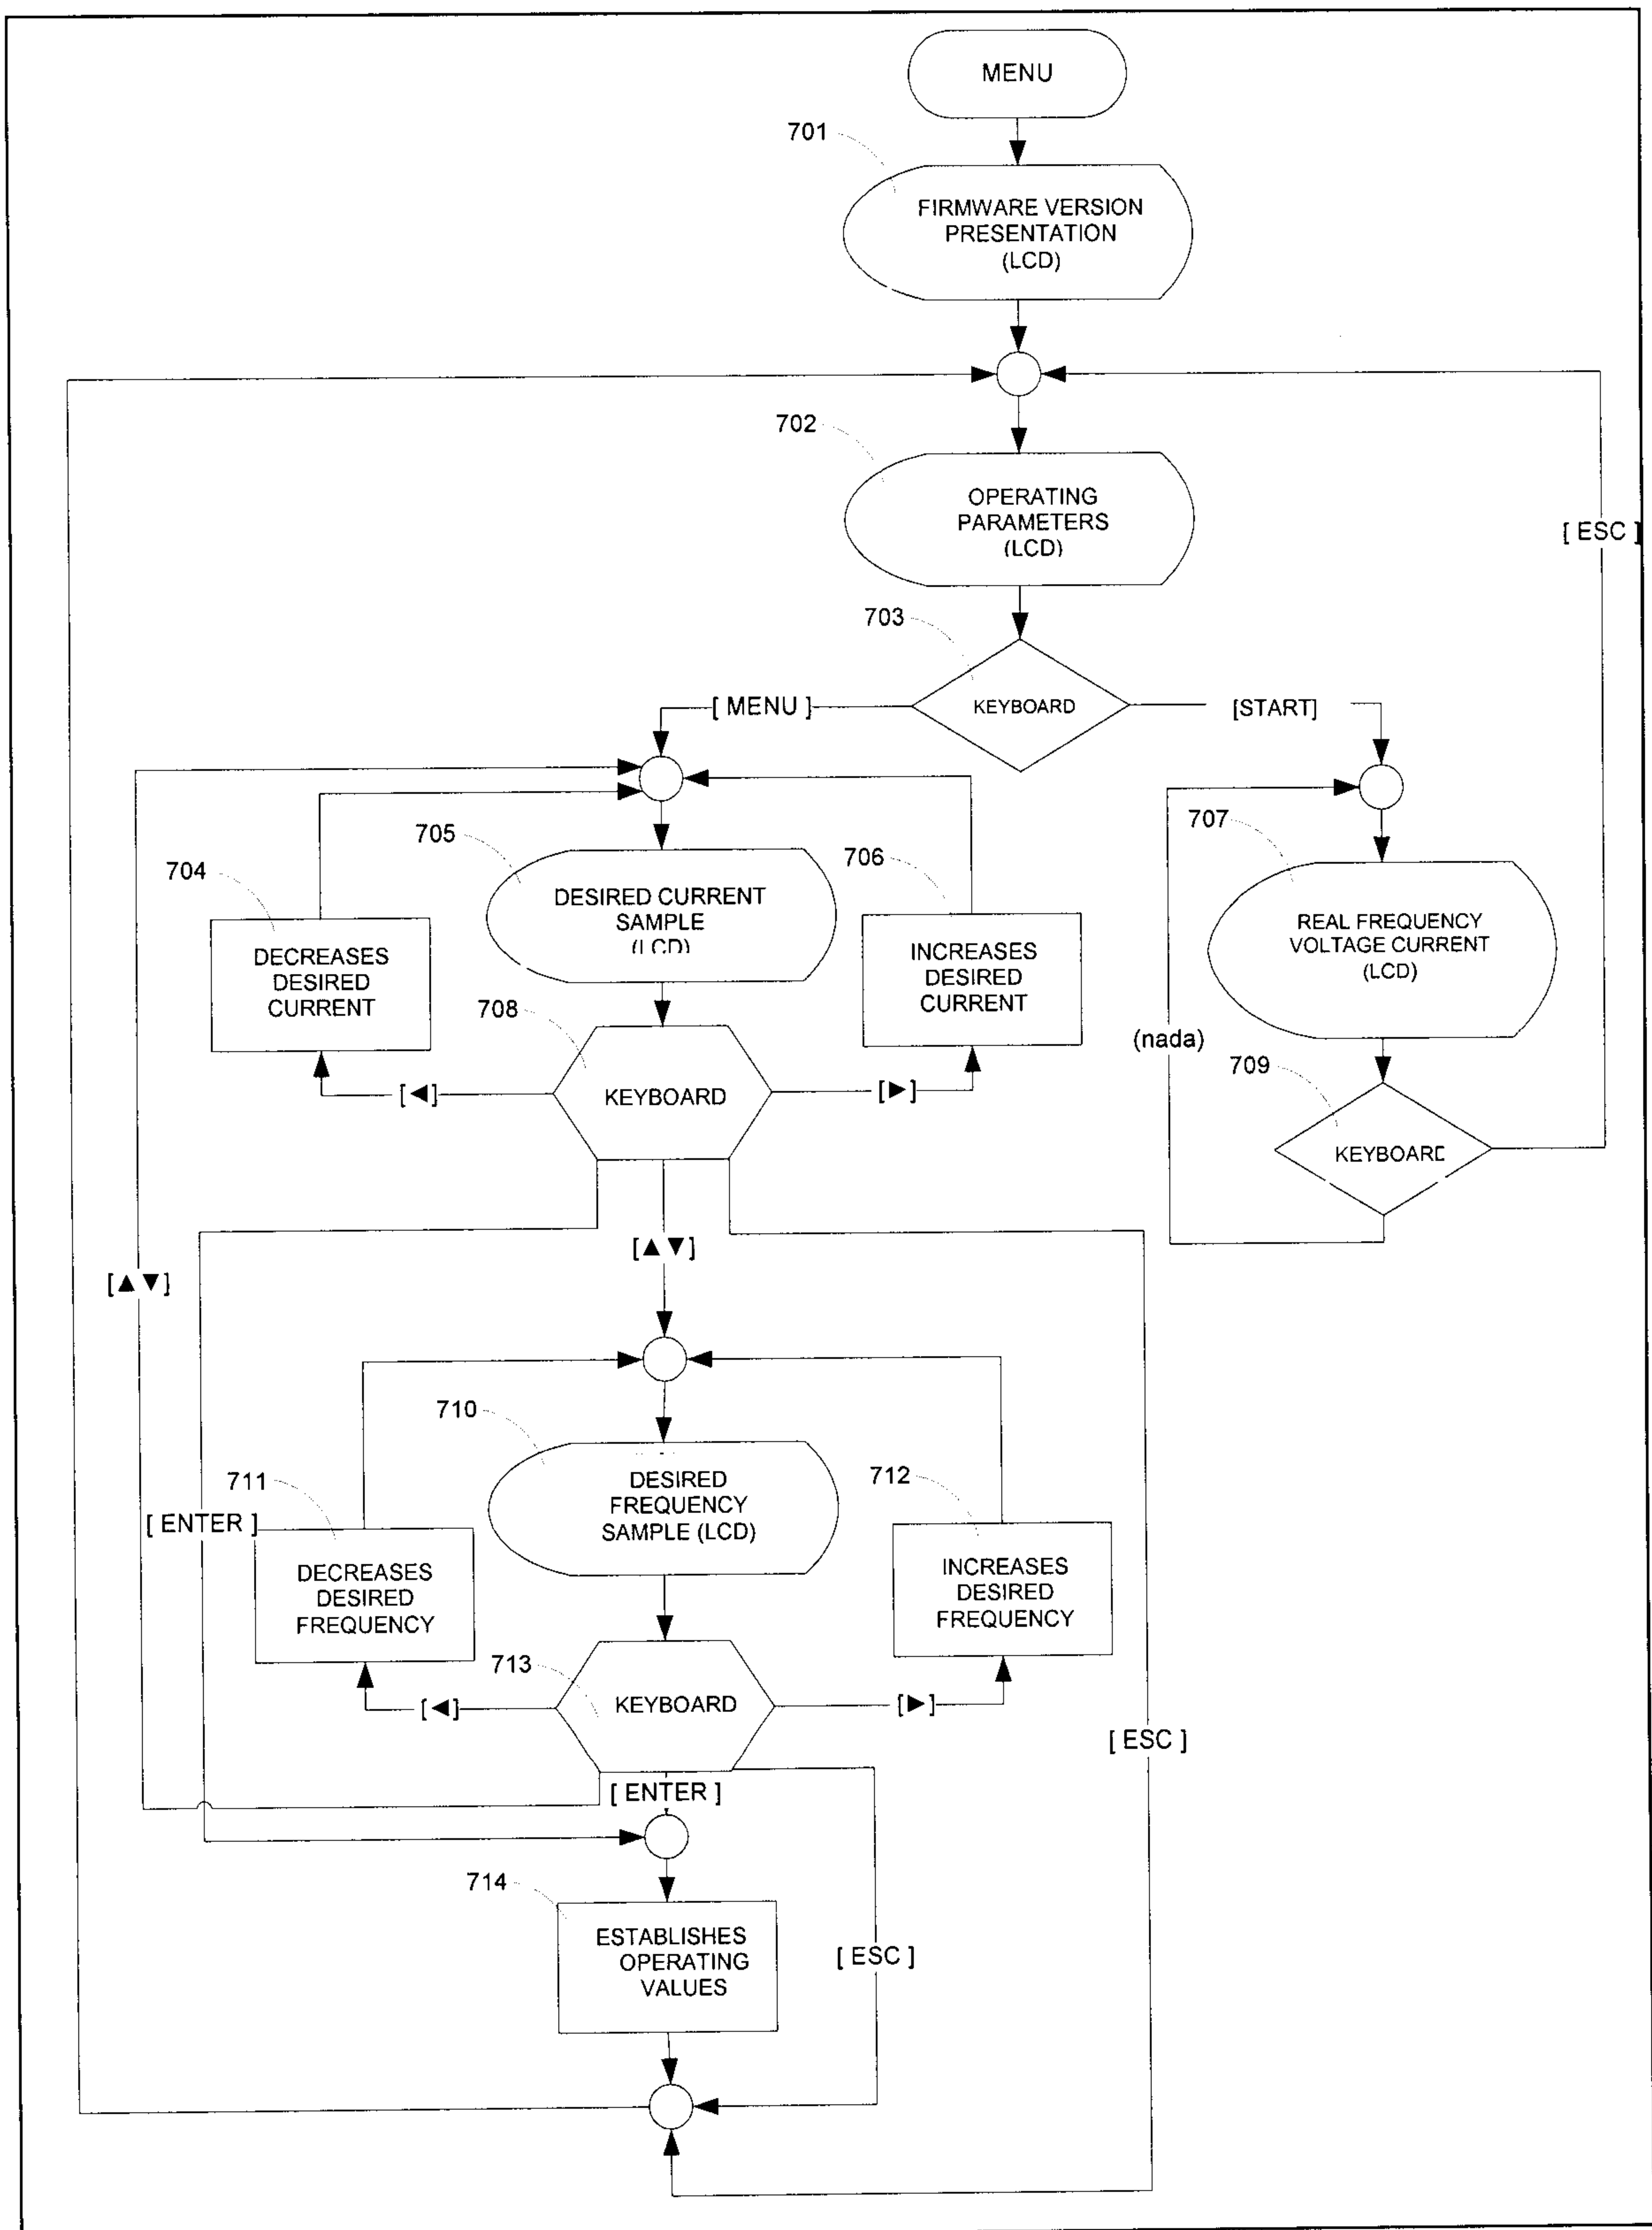 MENU
701
FIRMWARE VERSION
PRESENTATION
(LCD)
702
OPERATING
PARAMETERS
(LCD)
[ ESC ]
703
KEYBOARD
[ MENU ]
[START]
705
DESIRED CURRENT
SAMPLE
(LCD)
704
DECREASES
DESIRED
CURRENT
706
INCREASES
DESIRED
CURRENT
707
REAL FREQUENCY
VOLTAGE CURRENT
(LCD)
(nada)
708
KEYBOARD
[◄]
[►]
709
KEYBOARD
[▲▼]
[▲▼]
710
DESIRED
FREQUENCY
SAMPLE (LCD)
711
[ ENTER ]
DECREASES
DESIRED
FREQUENCY
712
INCREASES
DESIRED
FREQUENCY
713
KEYBOARD
[◄]
[►]
[ ESC ]
[ ENTER ]
714
ESTABLISHES
OPERATING
VALUES
[ ESC ]